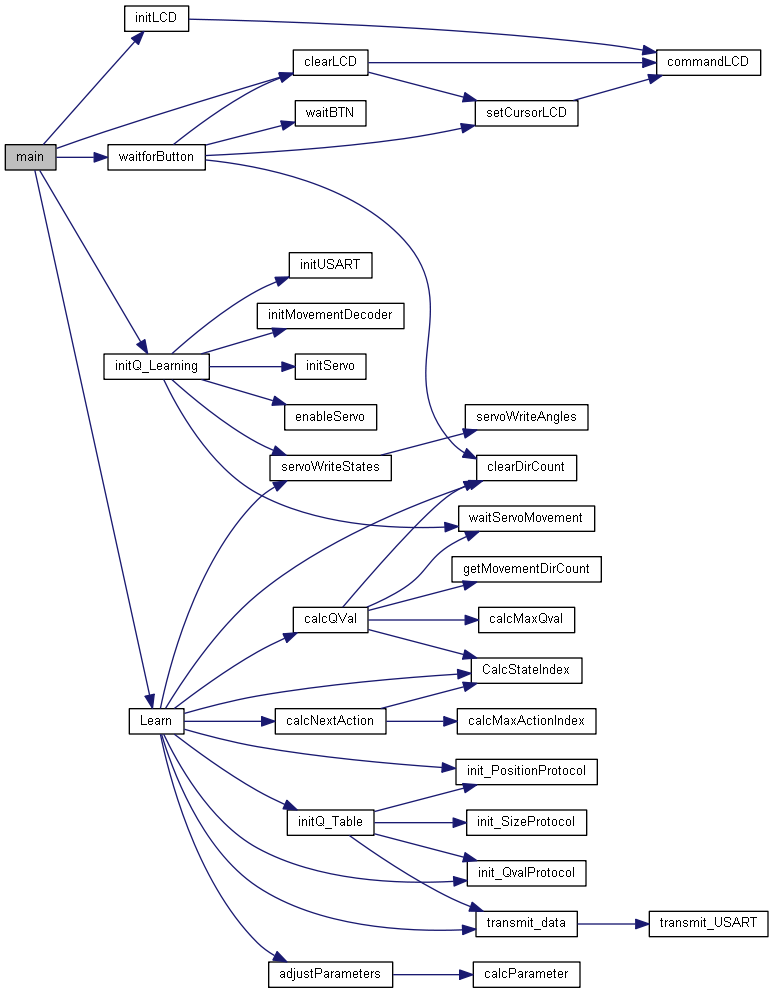 initLCD
clearLCD
commandLCD
waitBTN
setCursorLCD
main
waitforButton
initUSART
initMovementDecoder
initQ_Learning
initServo
enableServo
servoWriteAngles
servoWriteStates
clearDirCount
waitServoMovement
getMovementDirCount
calcQVal
calcMaxQval
CalcStateIndex
Learn
calcNextAction
calcMaxActionIndex
init_PositionProtocol
initQ_Table
init_SizeProtocol
init_QvalProtocol
transmit_data
transmit_USART
adjustParameters
calcParameter